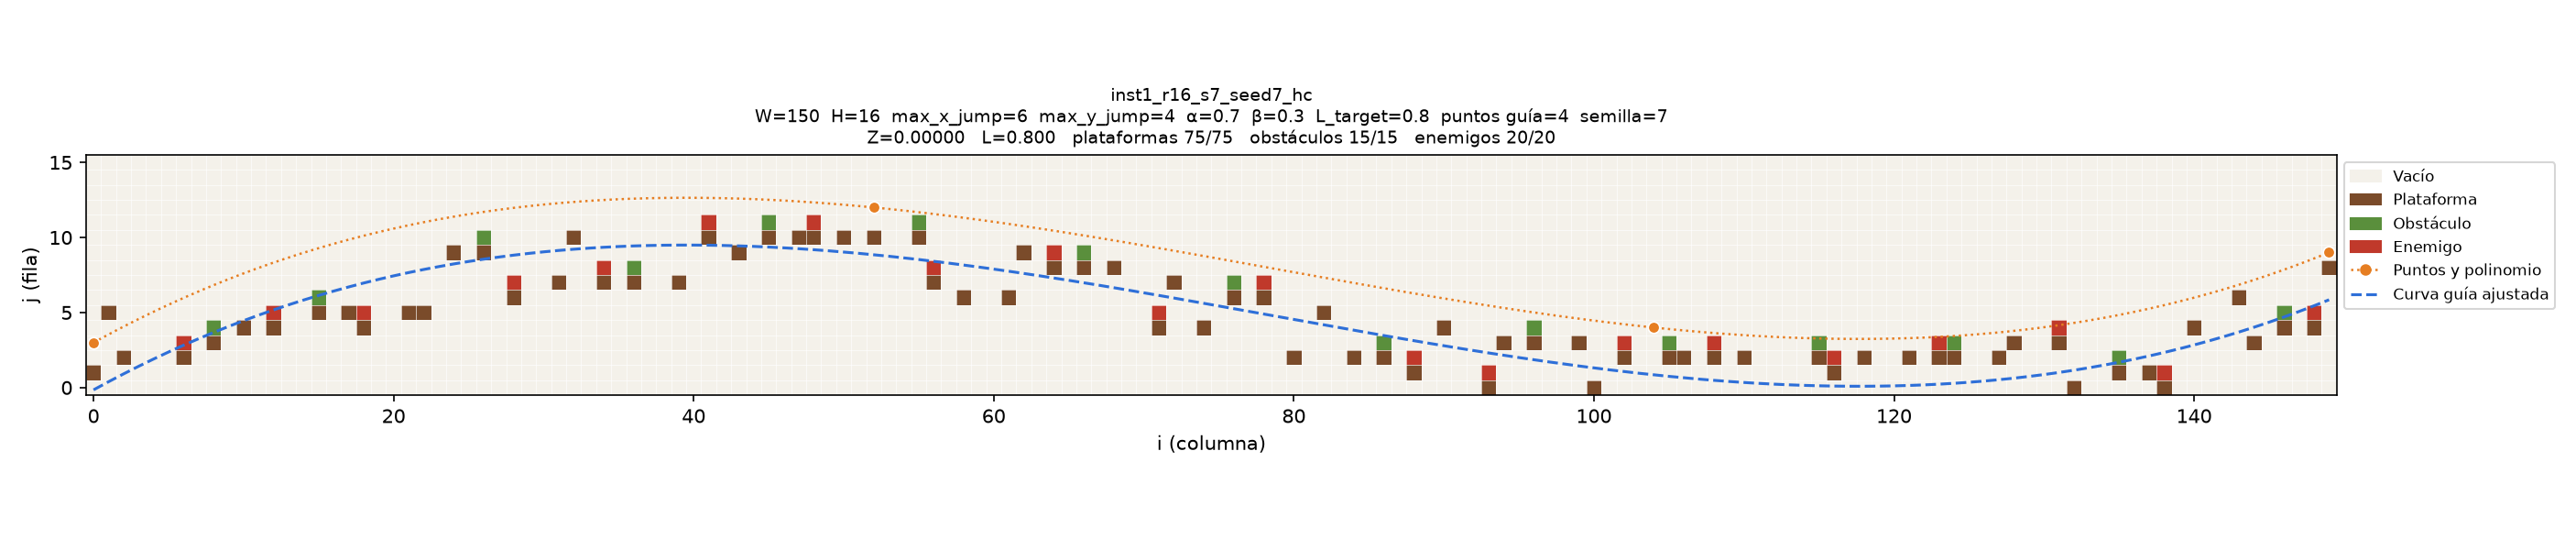 inst1_r16_s7_seed7_hc
W=150  H=16  max_x_jump=6  max_y_jump=4  α=0.7  β=0.3  L_target=0.8  puntos guía=4  semilla=7
Z=0.00000   L=0.800   plataformas 75/75   obstáculos 15/15   enemigos 20/20
j (fila)
15
10
5
0
0 20 40 60 80 100 120 140
i (columna)
Vacío
Plataforma
Obstáculo
Enemigo
Puntos y polinomio
Curva guía ajustada